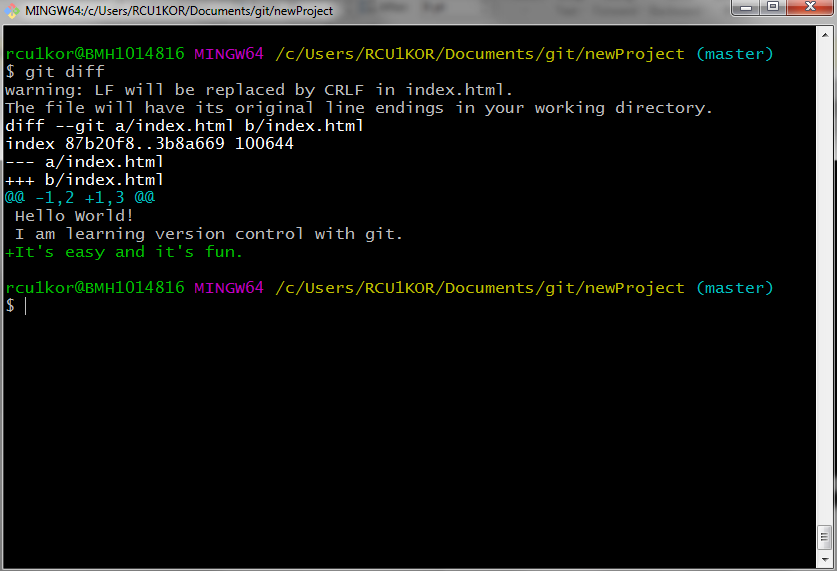 MINGW64:/c/Users/RCU1KOR/Documents/git/newProject
rcu1kor@BMH1014816 MINGW64 /c/Users/RCU1KOR/Documents/git/newProject (master)
$ git diff
warning: LF will be replaced by CRLF in index.html.
The file will have its original line endings in your working directory.
diff --git a/index.html b/index.html
index 87b20f8..3b8a669 100644
--- a/index.html
+++ b/index.html
@@ -1,2 +1,3 @@
 Hello World!
 I am learning version control with git.
+It's easy and it's fun.
rcu1kor@BMH1014816 MINGW64 /c/Users/RCU1KOR/Documents/git/newProject (master)
$